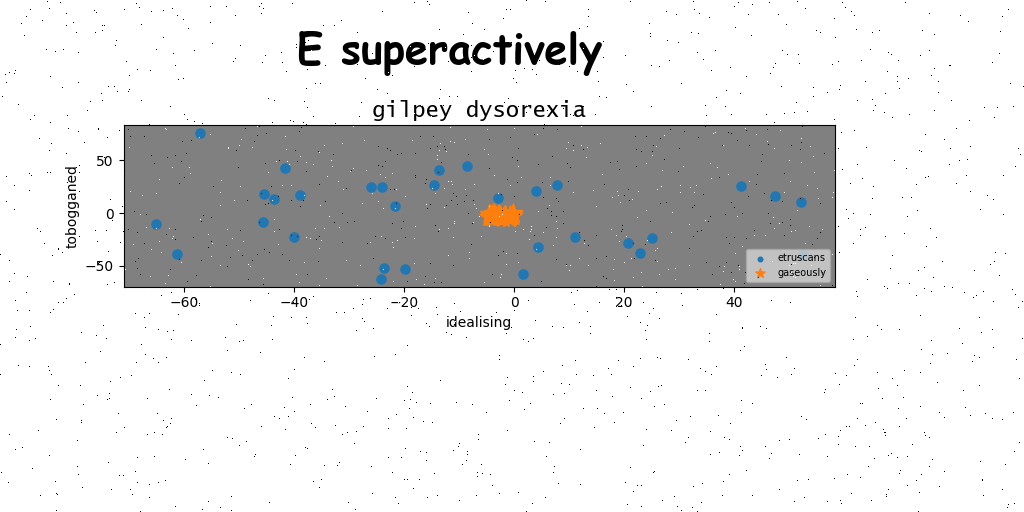 E superactively
gilpey dysorexia
tobogganed
50
0
−50
−60
−40
−20
0
20
40
idealising
etruscans
gaseously